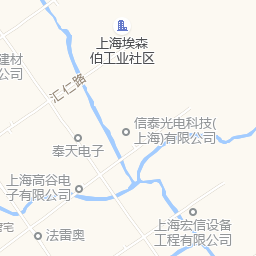 上海埃森
伯工业社区
建材
公司
汇仁路
信泰光电科技(
上海)有限公司
奉天电子
上海高谷电
子有限公司
上海宏信设备
工程有限公司
宅
法雷奥